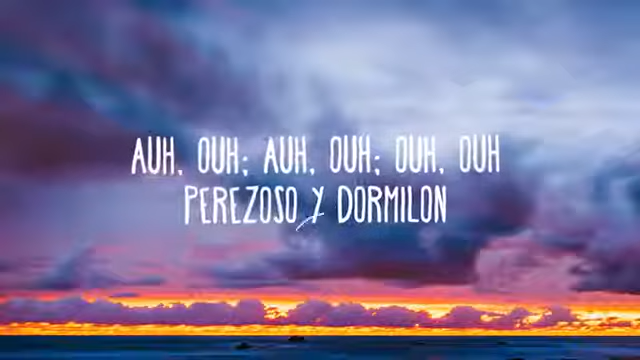 AUH, OUH; AUH, OUH; OUH, OUH
PEREZOSO Y DORMILON